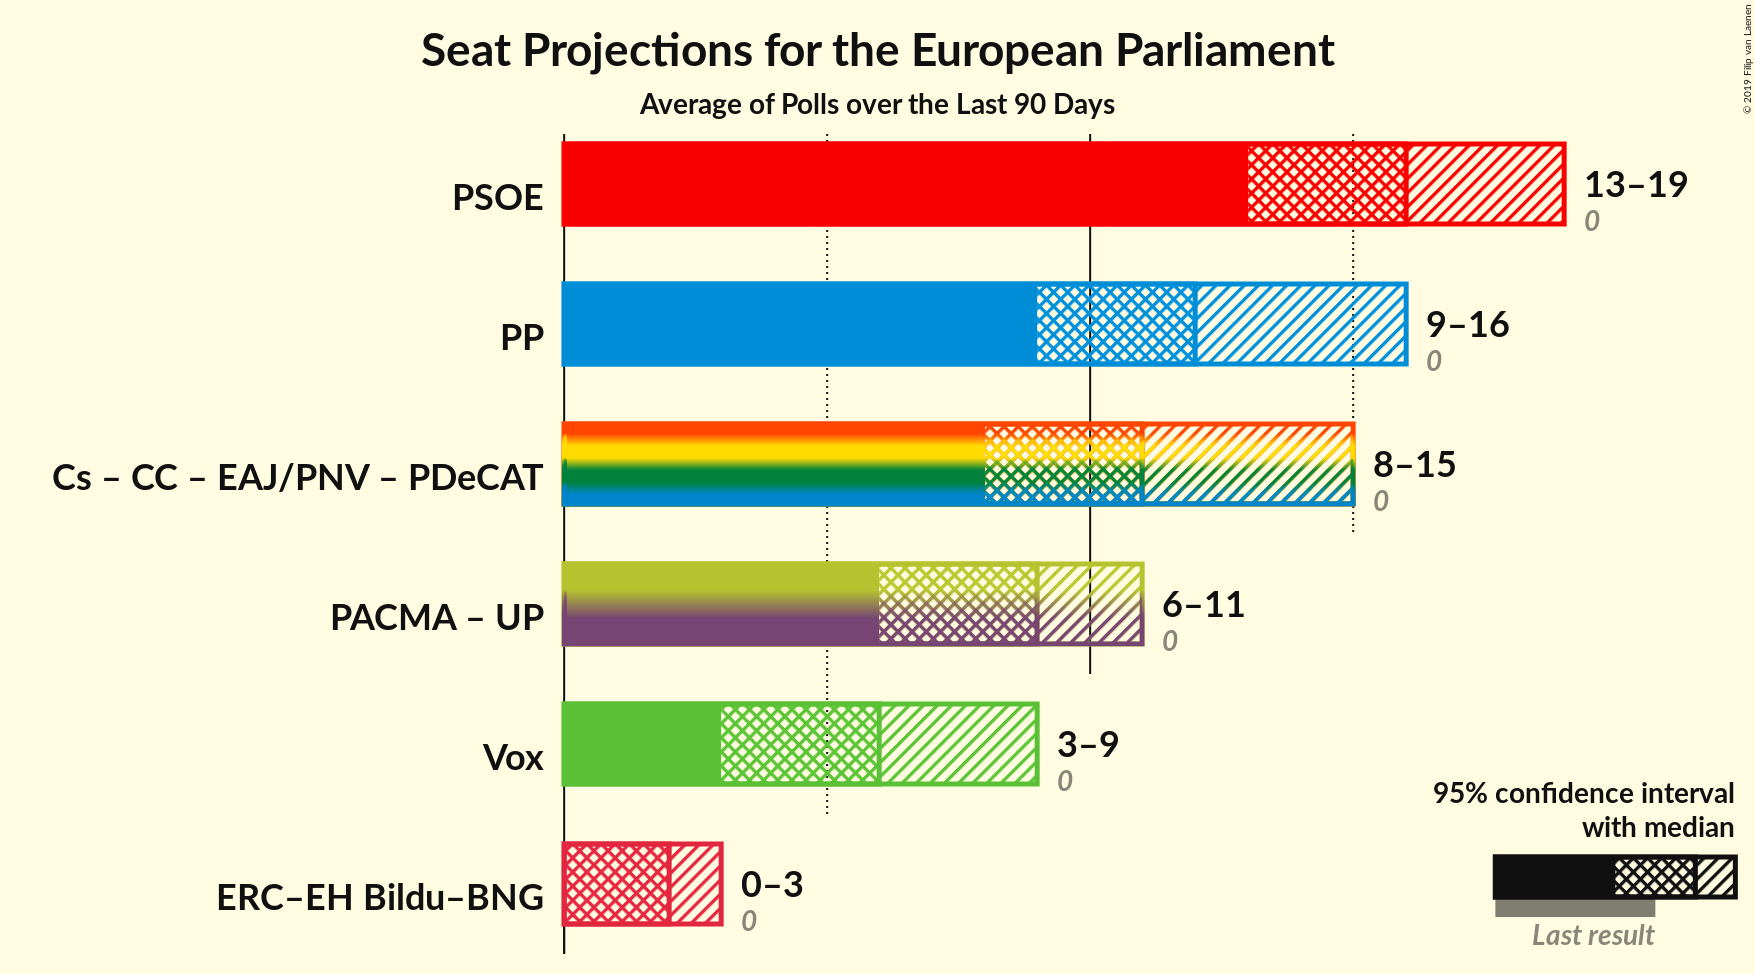 Seat Projections for the European Parliament
Average of Polls over the Last 90 Days
© 2019 Filip van Laenen
PSOE
13–19
0
PP
9–16
0
Cs – CC – EAJ/PNV – PDeCAT
8–15
0
PACMA – UP
6–11
0
Vox
3–9
0
ERC–EH Bildu–BNG
0–3
0
95% confidence interval
with median
Last result